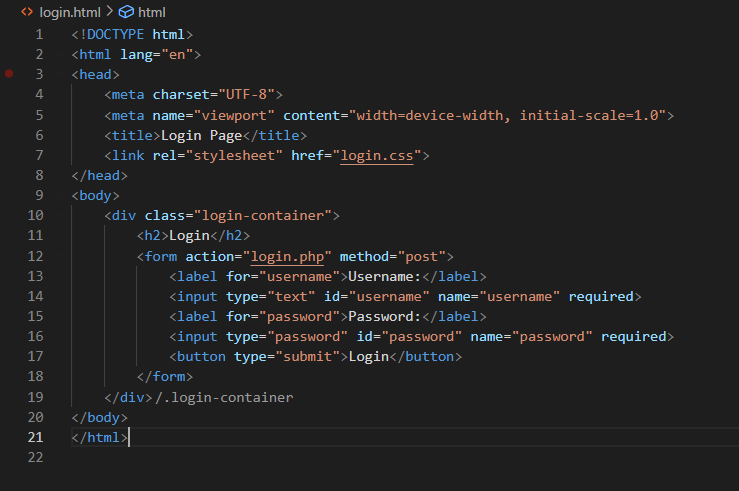 login.html > html
1 <!DOCTYPE html>
2 <html lang="en">
3 <head>
4 <meta charset="UTF-8">
5 <meta name="viewport" content="width=device-width, initial-scale=1.0">
6 <title>Login Page</title>
7 <link rel="stylesheet" href="login.css">
8 </head>
9 <body>
10 <div class="login-container">
11 <h2>Login</h2>
12 <form action="login.php" method="post">
13 <label for="username">Username:</label>
14 <input type="text" id="username" name="username" required>
15 <label for="password">Password:</label>
16 <input type="password" id="password" name="password" required>
17 <button type="submit">Login</button>
18 </form>
19 </div>/.login-container
20 </body>
21 </html>
22